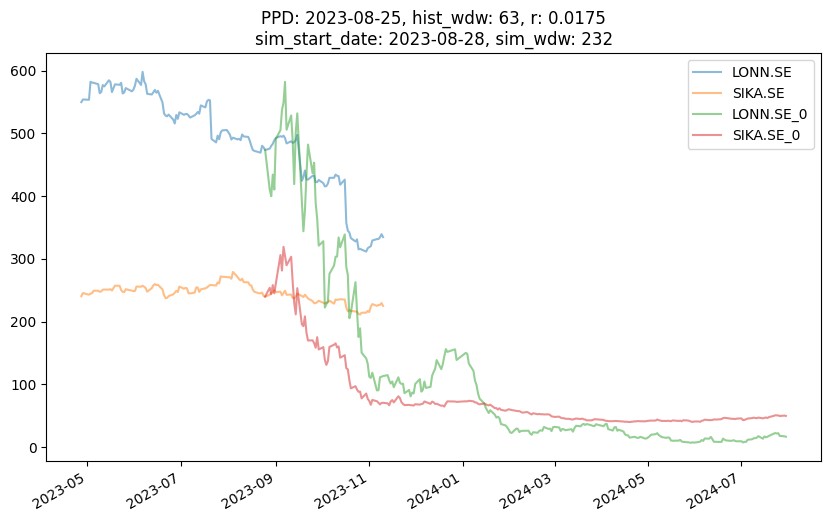 PPD: 2023-08-25, hist_wdw: 63, r: 0.0175
sim_start_date: 2023-08-28, sim_wdw: 232
LONN.SE
SIKA.SE
LONN.SE_0
SIKA.SE_0
600
500
400
300
200
100
0
2023-05
2023-07
2023-09
2023-11
2024-01
2024-03
2024-05
2024-07